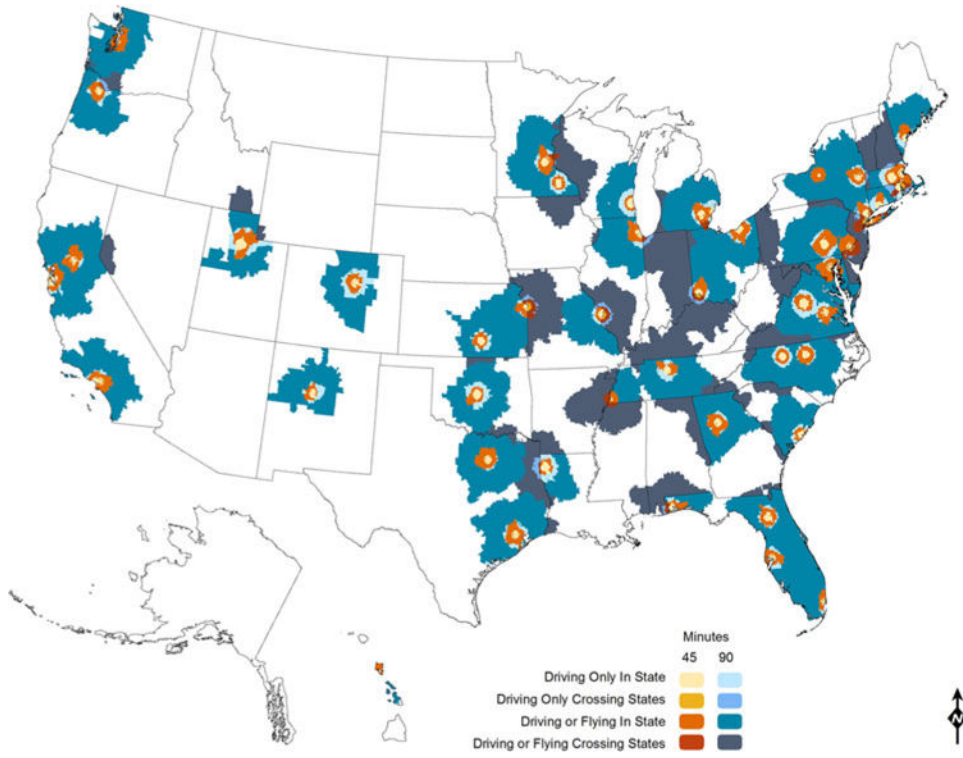 Minutes
45 90
Driving Only In State
Driving Only Crossing States
Driving or Flying In State
Driving or Flying Crossing States
N